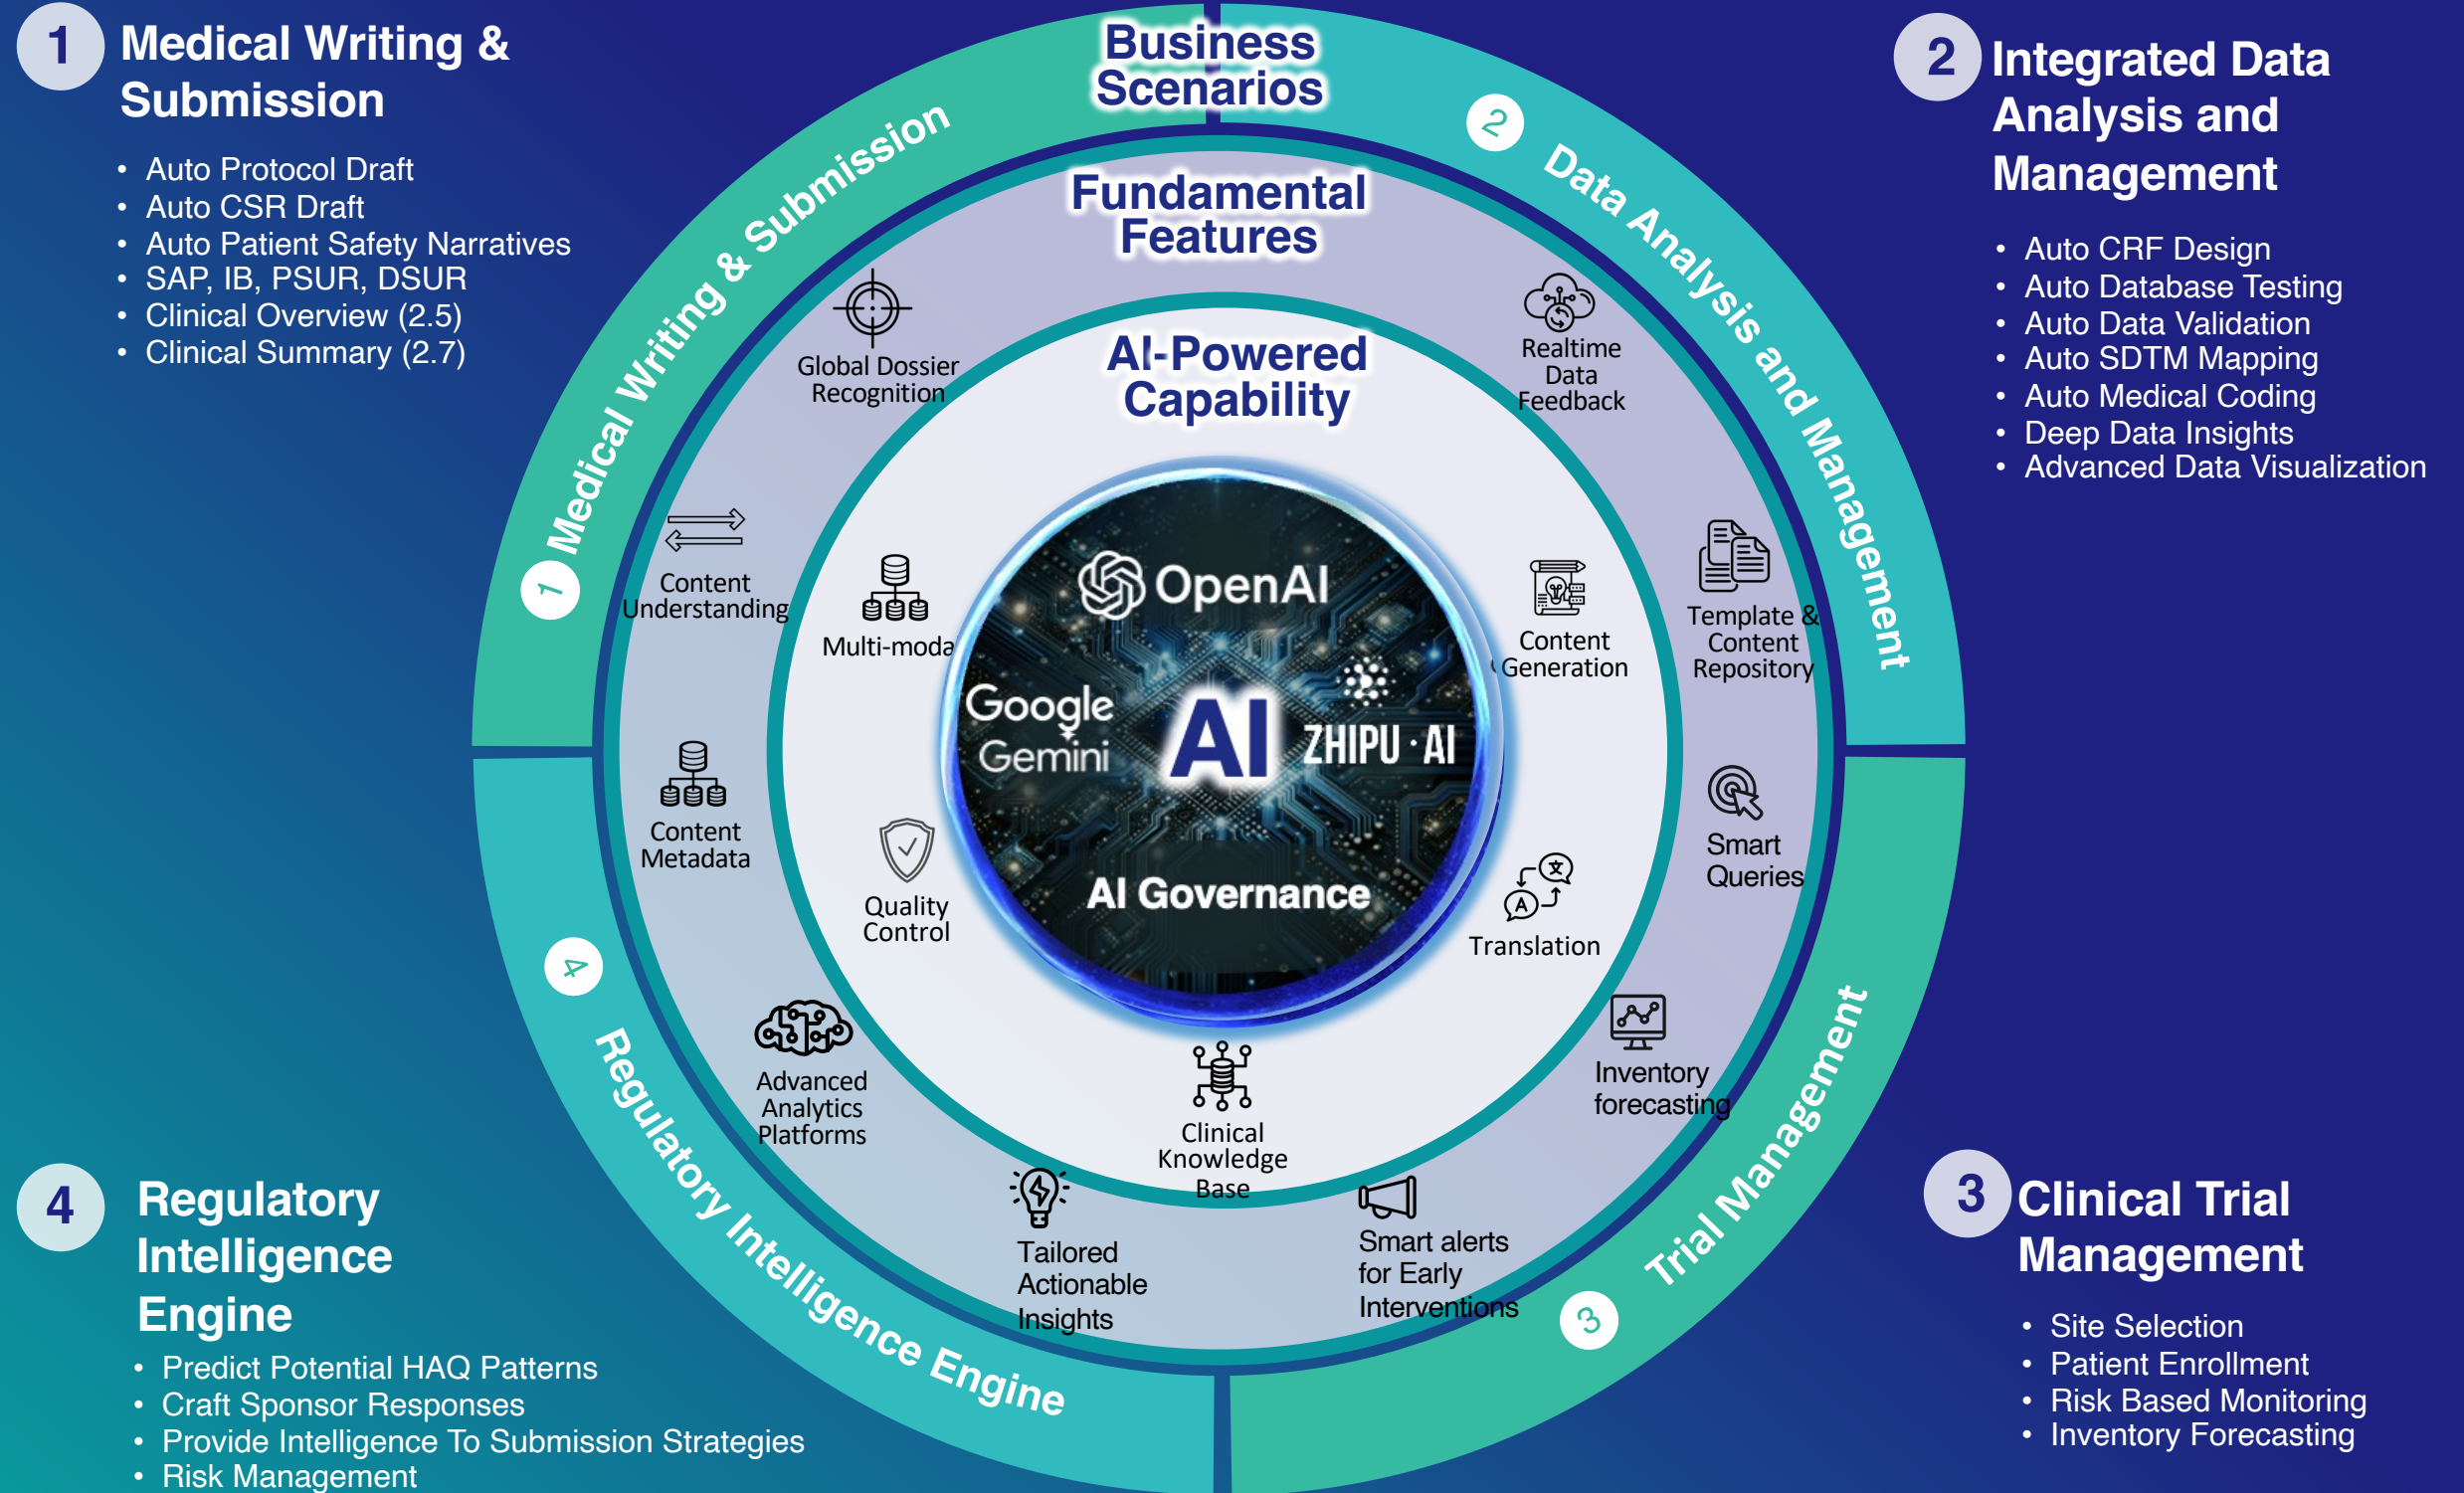 1
Medical Writing &
Submission
• Auto Protocol Draft
• Auto CSR Draft
• Auto Patient Safety Narratives
• SAP, IB, PSUR, DSUR
• Clinical Overview (2.5)
• Clinical Summary (2.7)
2
Integrated Data
Analysis and
Management
• Auto CRF Design
• Auto Database Testing
• Auto Data Validation
• Auto SDTM Mapping
• Auto Medical Coding
• Deep Data Insights
• Advanced Data Visualization
Business
Scenarios
1 Medical Writing & Submission
2 Data Analysis and Management
Fundamental
Features
Global Dossier
Recognition
Realtime
Data
Feedback
Content
Understanding
Template &
Content
Repository
Content
Metadata
Smart
Queries
Advanced
Analytics
Platforms
Inventory
forecasting
Tailored
Actionable
Insights
Smart alerts
for Early
Interventions
AI-Powered
Capability
Multi-moda
Content
Generation
Quality
Control
A 文
Translation
Clinical
Knowledge
Base
OpenAI
Google
Gemini
AI
ZHIPU·AI
AI Governance
4 Regulatory Intelligence Engine
3 Trial Management
4
Regulatory
Intelligence
Engine
• Predict Potential HAQ Patterns
• Craft Sponsor Responses
• Provide Intelligence To Submission Strategies
• Risk Management
3
Clinical Trial
Management
• Site Selection
• Patient Enrollment
• Risk Based Monitoring
• Inventory Forecasting